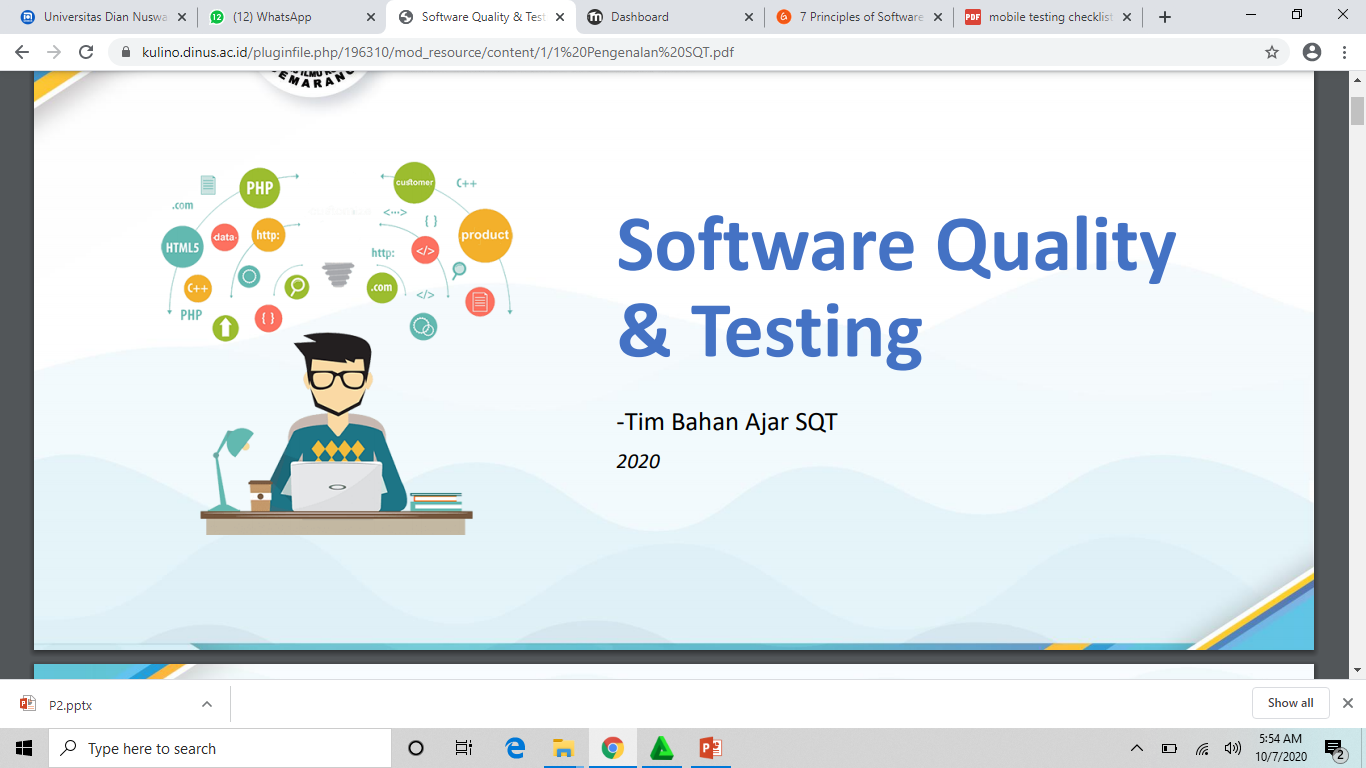 Universitas Dian Nuswa
(12) WhatsApp
Software Quality & Test
Dashboard
7 Principles of Software
PDF
mobile testing checklist
kulino.dinus.ac.id/pluginfile.php/196310/mod_resource/content/1/1%20Pengenalan%20SQT.pdf
EMARANG
PHP
customer
C++
.com
<···>
{ }
HTML5
data
http:
product
</>
http:
C++
.com
</>
PHP
{ }
Software Quality
& Testing
-Tim Bahan Ajar SQT
2020
P2.pptx
Show all
Type here to search
5:54 AM
10/7/2020
2